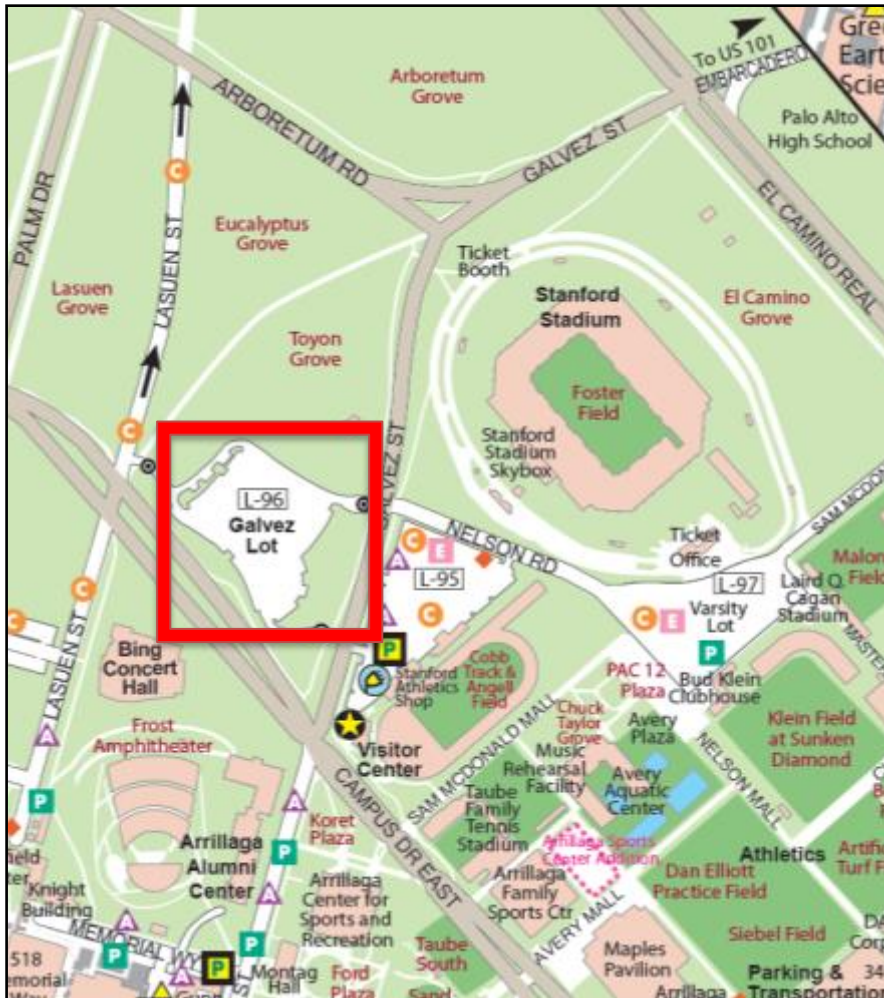 Arboretum
Grove
To US 101
EMBARCADERO
Palo Alto
High School
ARBORETUM RD
GALVEZ ST
EL CAMINO REAL
PALM DR
LASUEN ST
Eucalyptus
Grove
Ticket
Booth
Lasuen
Grove
Stanford
Stadium
El Camino
Grove
Toyon
Grove
Foster
Field
Stanford
Stadium
Skybox
GALVEZ ST
L-96
Galvez
Lot
C
C
C
C
C
NELSON RD
Ticket
Office
C
E
A
L-95
C
A
L-97
Varsity
Lot
C
E
P
Laird Q.
Cagan
Stadium
Bing
Concert
Hall
LASUEN ST
P
Stanford
Athletics
Shop
Cobb
Track &
Angell
Field
PAC 12
Plaza
Bud Klein
Clubhouse
Chuck
Taylor
Grove
Avery
Plaza
Klein Field
at Sunken
Diamond
Frost
Amphitheater
A
Visitor
Center
SAM MCDONALD MALL
Music
Rehearsal
Facility
NELSON MALL
Avery
Aquatic
Center
Taube
Family
Tennis
Stadium
CAMPUS DR EAST
P
A
Koret
Plaza
Arrillaga
Alumni
Center
P
Arrillaga Sports
Center Addition
Athletics
Dan Elliott
Practice Field
Arrillaga
Family
Sports Ctr
Arrillaga
Center for
Sports and
Recreation
Knight
Building
A
A
AVERY MALL
Siebel Field
MEMORIAL WY
P
P
P
A
Montag
Hall
Ford
Plaza
Taube
South
Maples
Pavilion
Parking &
Transportation
Arrillaga
518
ST